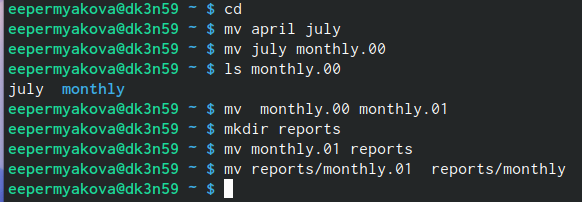 eepermyakova@dk3n59 ~ $ cd
eepermyakova@dk3n59 ~ $ mv april july
eepermyakova@dk3n59 ~ $ mv july monthly.00
eepermyakova@dk3n59 ~ $ ls monthly.00
july  monthly
eepermyakova@dk3n59 ~ $ mv  monthly.00 monthly.01
eepermyakova@dk3n59 ~ $ mkdir reports
eepermyakova@dk3n59 ~ $ mv monthly.01 reports
eepermyakova@dk3n59 ~ $ mv reports/monthly.01  reports/monthly
eepermyakova@dk3n59 ~ $